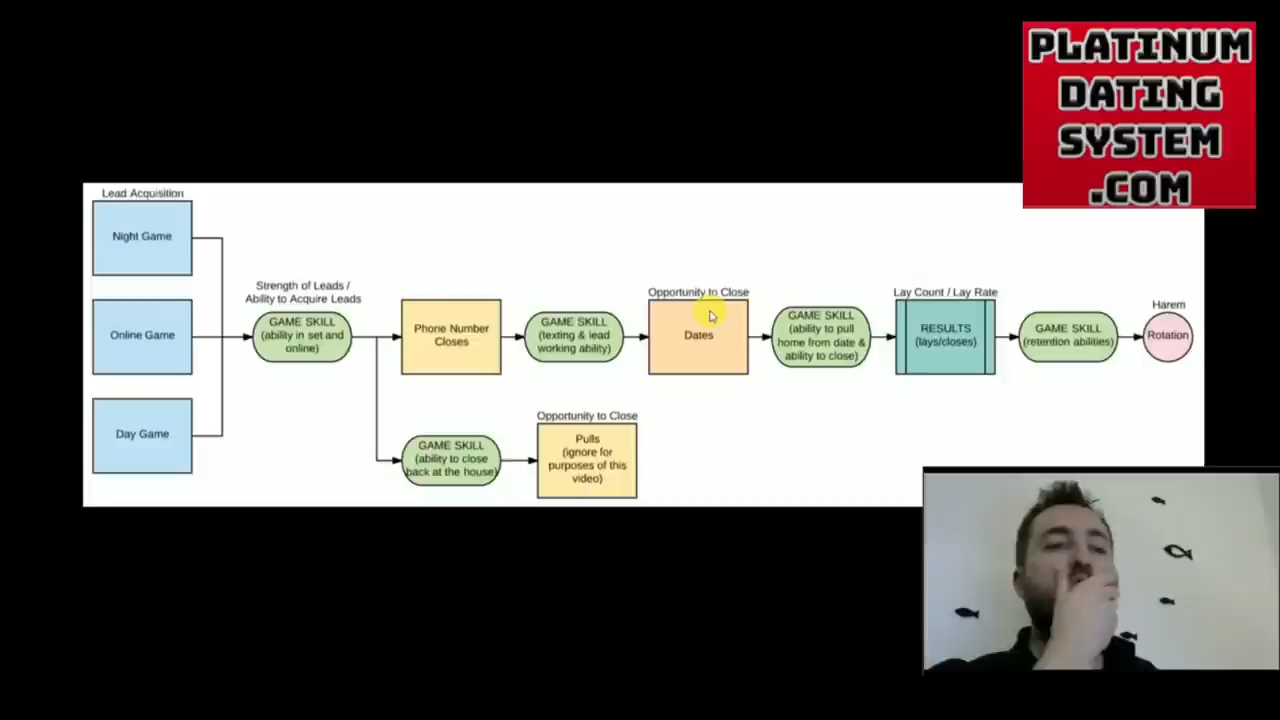 PLATINUM
DATING
SYSTEM
.COM
Lead Acquisition
Night Game
Online Game
Day Game
Strength of Leads /
Ability to Acquire Leads
GAME SKILL
(ability in set and
online)
Phone Number
Closes
GAME SKILL
(texting & lead
working ability)
Opportunity to Close
Dates
GAME SKILL
(ability to pull
home from date &
ability to close)
Lay Count / Lay Rate
RESULTS
(lays/closes)
GAME SKILL
(retention abilities)
Harem
Rotation
GAME SKILL
(ability to close
back at the house)
Opportunity to Close
Pulls
(ignore for
purposes of this
video)